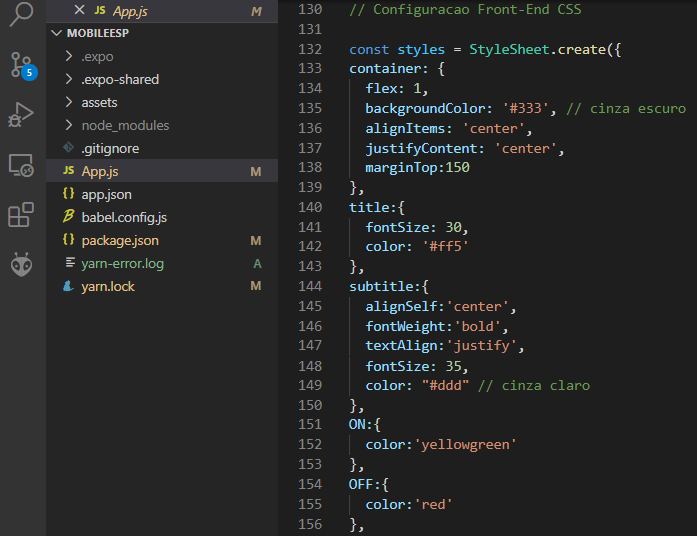 JS App.js M
MOBILEESP
.expo
.expo-shared
assets
node_modules
.gitignore
JS App.js M
{} app.json
babel.config.js
{} package.json M
yarn-error.log A
yarn.lock M
5
130 // Configuracao Front-End CSS
131
132 const styles = StyleSheet.create({
133 container: {
134 flex: 1,
135 backgroundColor: '#333', // cinza escuro
136 alignItems: 'center',
137 justifyContent: 'center',
138 marginTop:150
139 },
140 title:{
141 fontSize: 30,
142 color: '#ff5'
143 },
144 subtitle:{
145 alignSelf:'center',
146 fontWeight:'bold',
147 textAlign:'justify',
148 fontSize: 35,
149 color: "#ddd" // cinza claro
150 },
151 ON:{
152 color:'yellowgreen'
153 },
154 OFF:{
155 color:'red'
156 },